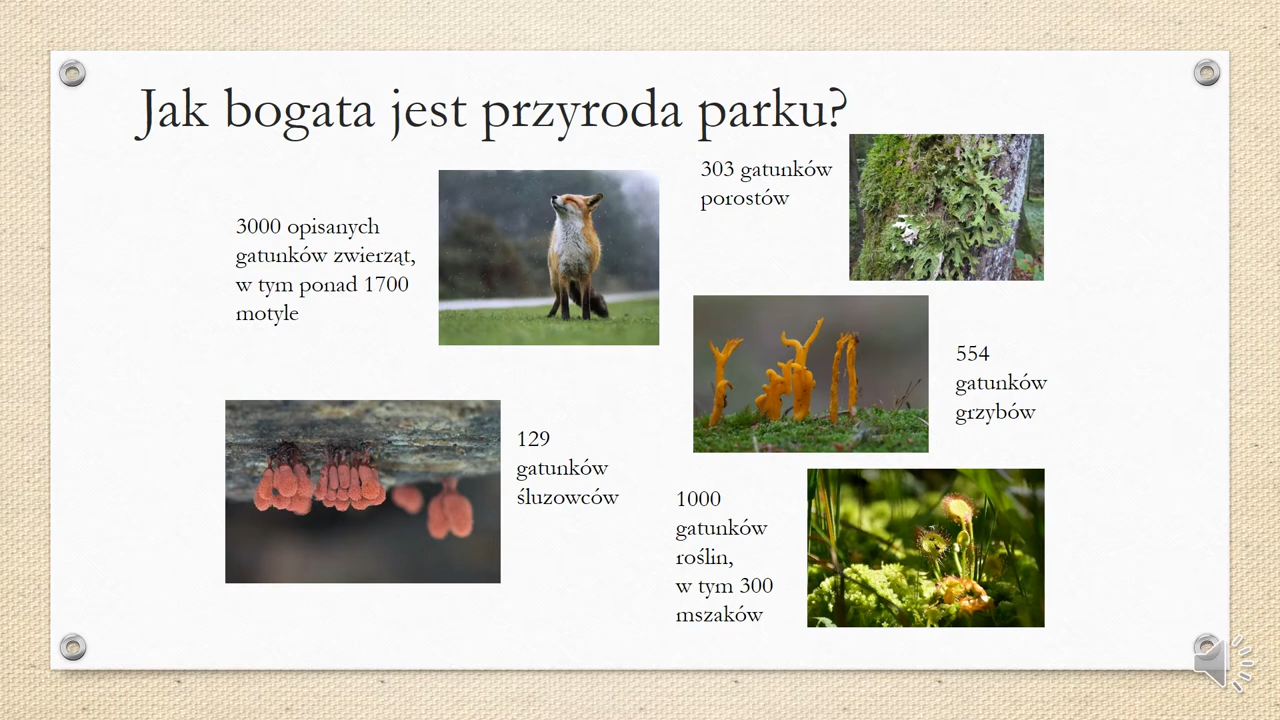 Jak bogata jest przyroda parku?
3000 opisanych
gatunków zwierząt,
w tym ponad 1700
motyle
303 gatunków
porostów
554
gatunków
grzybów
129
gatunków
śluzowców
1000
gatunków
roślin,
w tym 300
mszaków